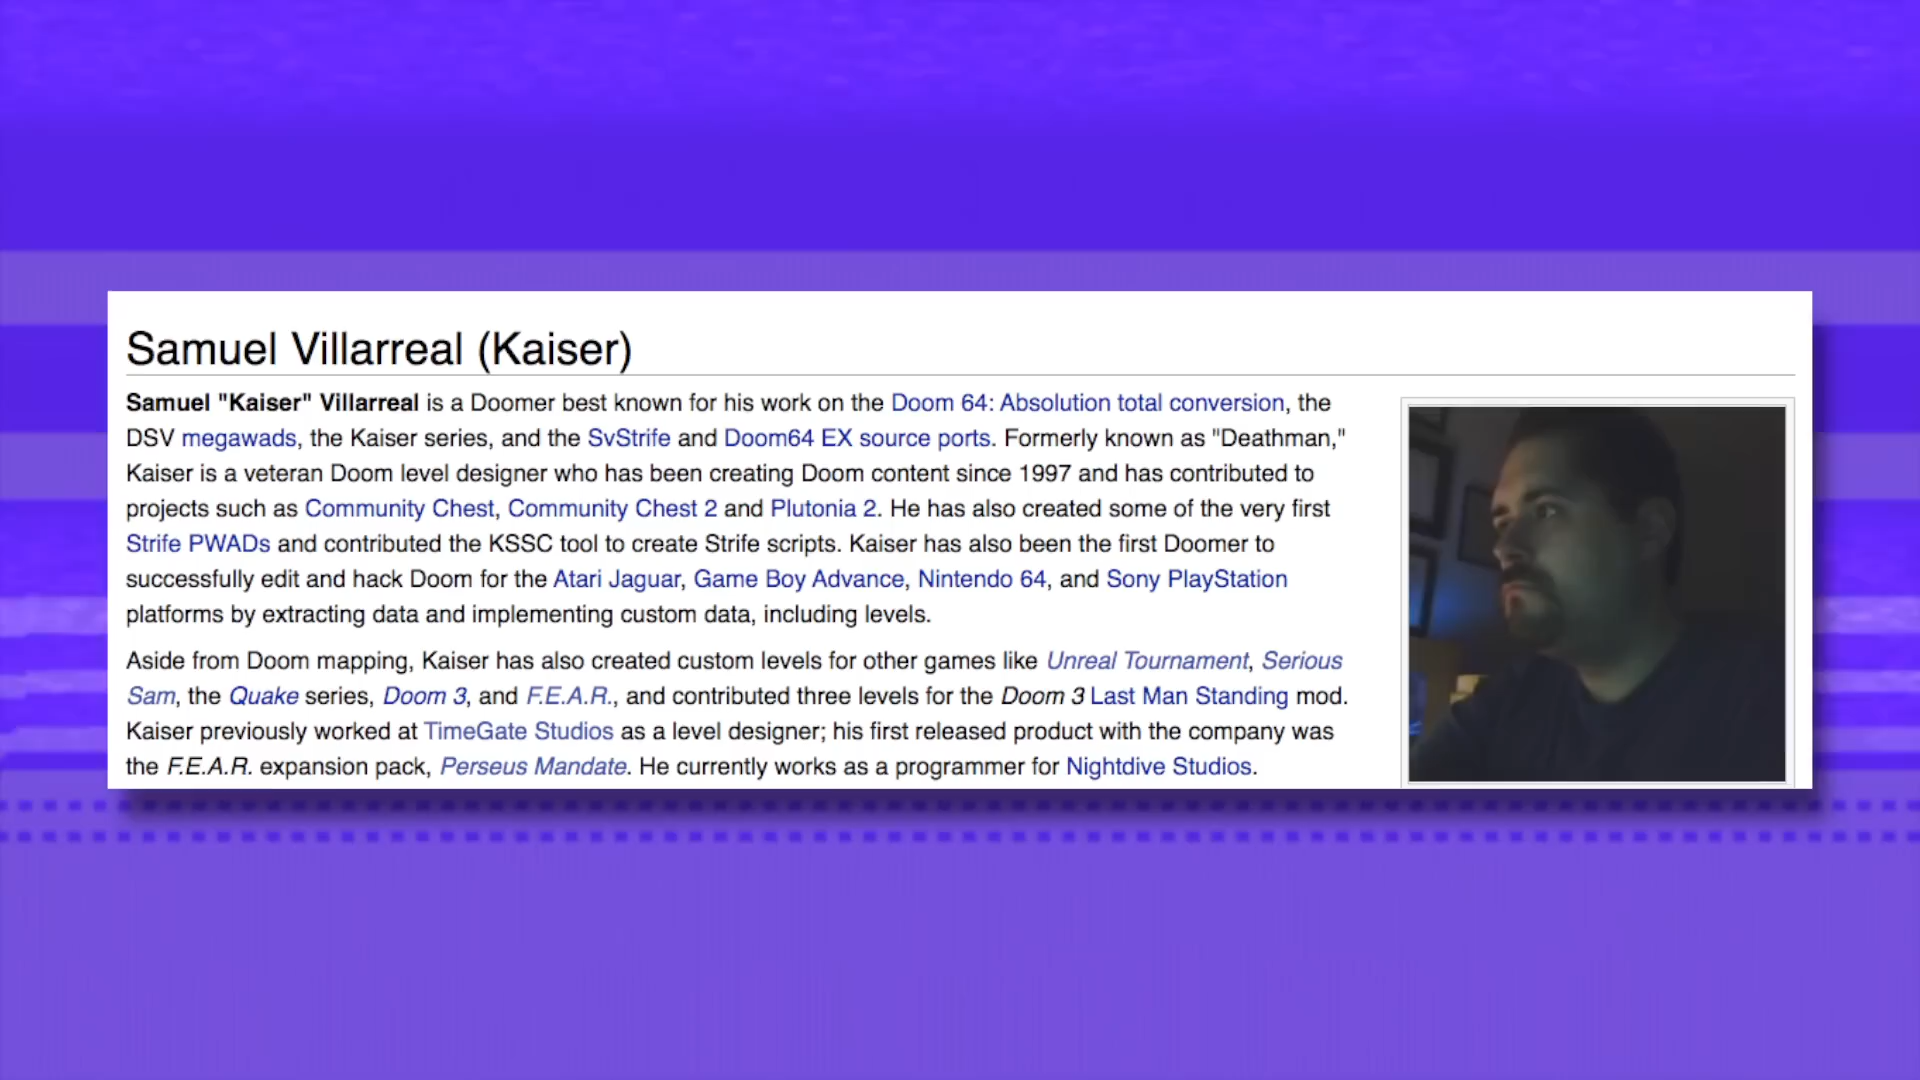 Samuel Villarreal (Kaiser)
Samuel "Kaiser" Villarreal is a Doomer best known for his work on the Doom 64: Absolution total conversion, the
DSV megawads, the Kaiser series, and the SvStrife and Doom64 EX source ports. Formerly known as "Deathman,"
Kaiser is a veteran Doom level designer who has been creating Doom content since 1997 and has contributed to
projects such as Community Chest, Community Chest 2 and Plutonia 2. He has also created some of the very first
Strife PWADs and contributed the KSSC tool to create Strife scripts. Kaiser has also been the first Doomer to
successfully edit and hack Doom for the Atari Jaguar, Game Boy Advance, Nintendo 64, and Sony PlayStation
platforms by extracting data and implementing custom data, including levels.
Aside from Doom mapping, Kaiser has also created custom levels for other games like Unreal Tournament, Serious
Sam, the Quake series, Doom 3, and F.E.A.R., and contributed three levels for the Doom 3 Last Man Standing mod.
Kaiser previously worked at TimeGate Studios as a level designer; his first released product with the company was
the F.E.A.R. expansion pack, Perseus Mandate. He currently works as a programmer for Nightdive Studios.